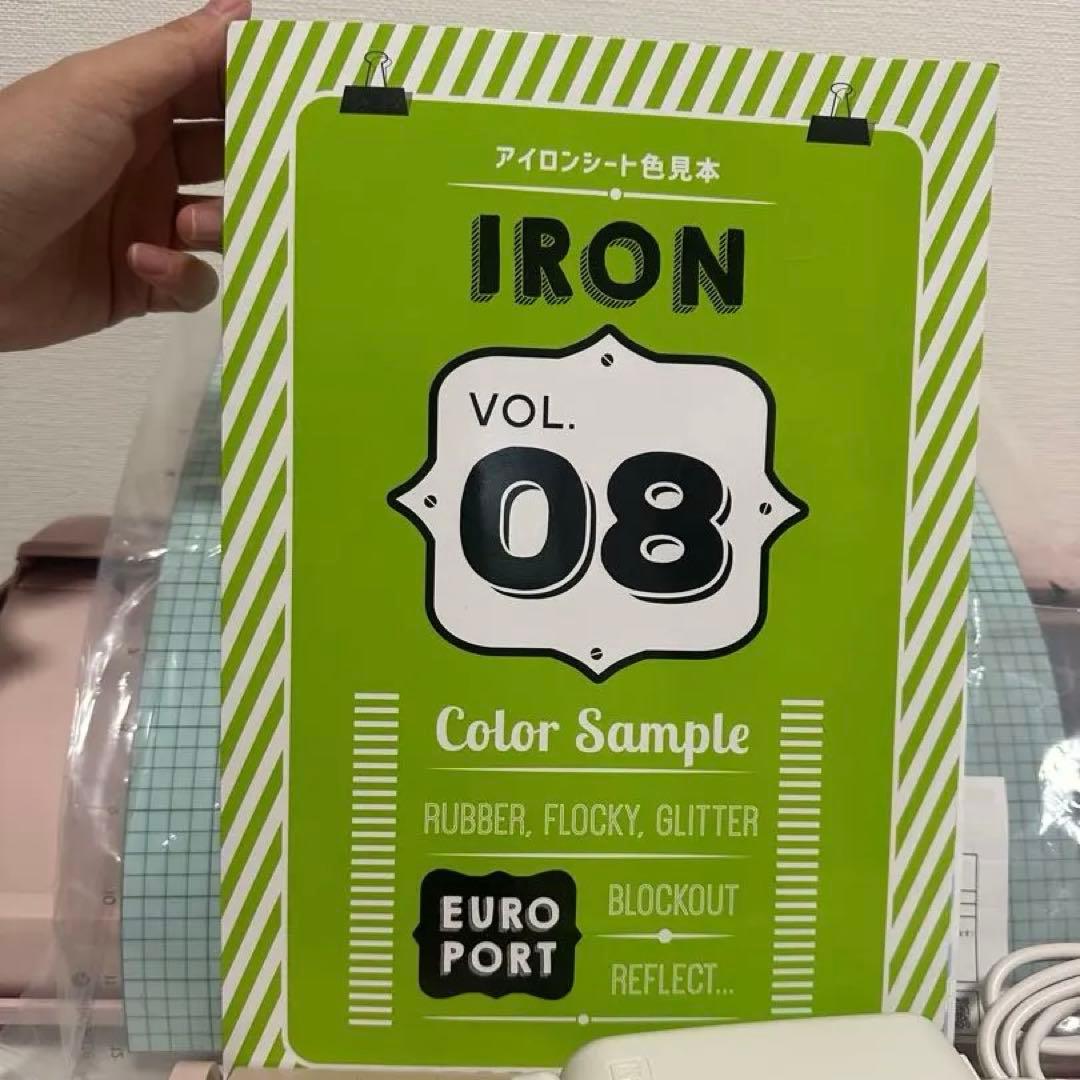 アイロンシート色見本
IRON
VOL.
08
Color Sample
RUBBER, FLOCKY, GLITTER
EURO
PORT
BLOCKOUT
REFLECT...